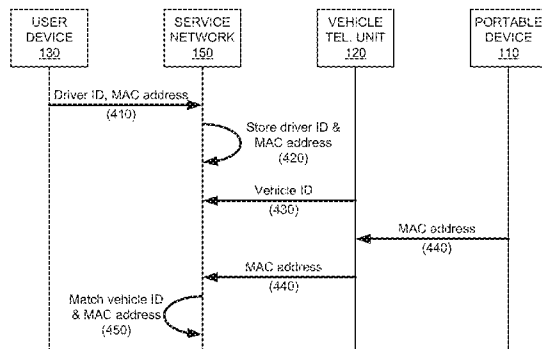 USER
DEVICE
130
SERVICE
NETWORK
150
VEHICLE
TEL. UNIT
120
PORTABLE
DEVICE
110
Driver ID, MAC address
(410)
Store driver ID &
MAC address
(420)
Vehicle ID
(430)
MAC address
(440)
MAC address
(440)
Match vehicle ID
& MAC address
(450)